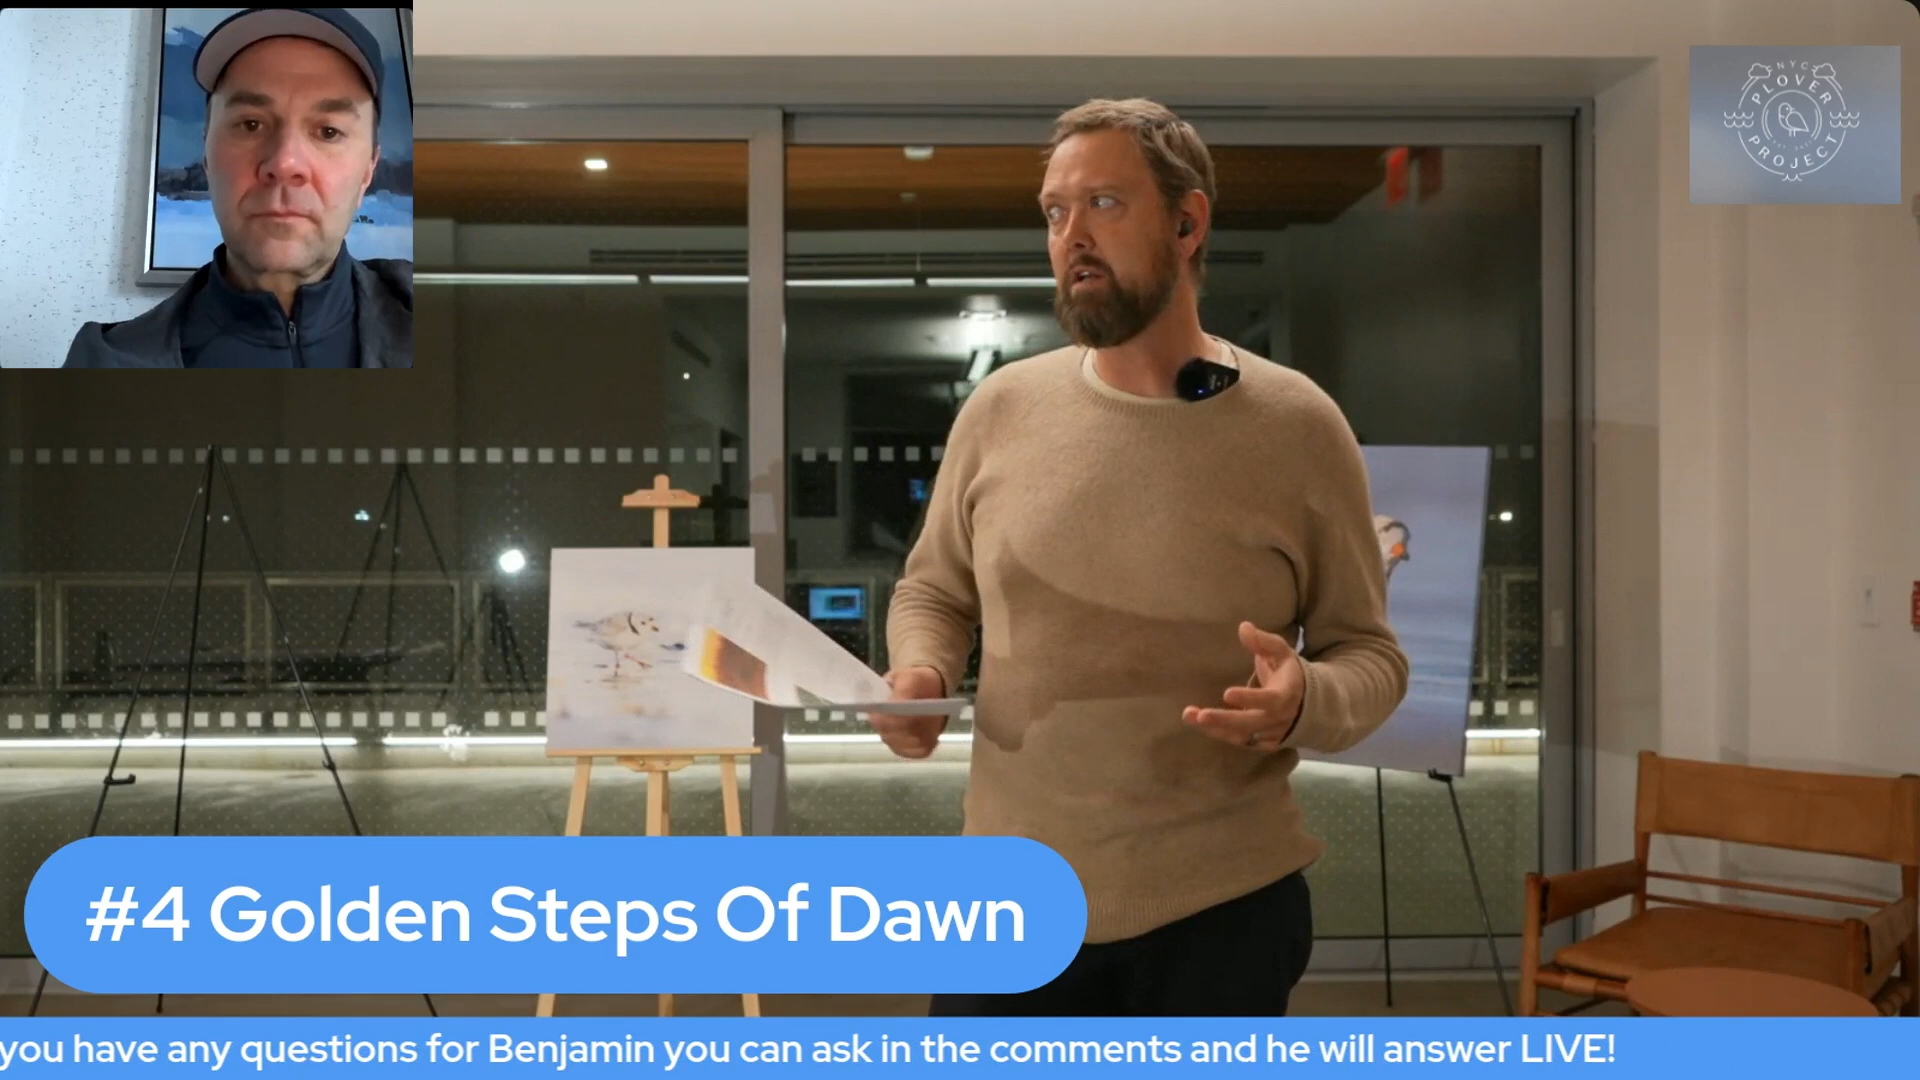 NYC
PLOVER
PROJECT
#4 Golden Steps Of Dawn
you have any questions for Benjamin you can ask in the comments and he will answer LIVE!